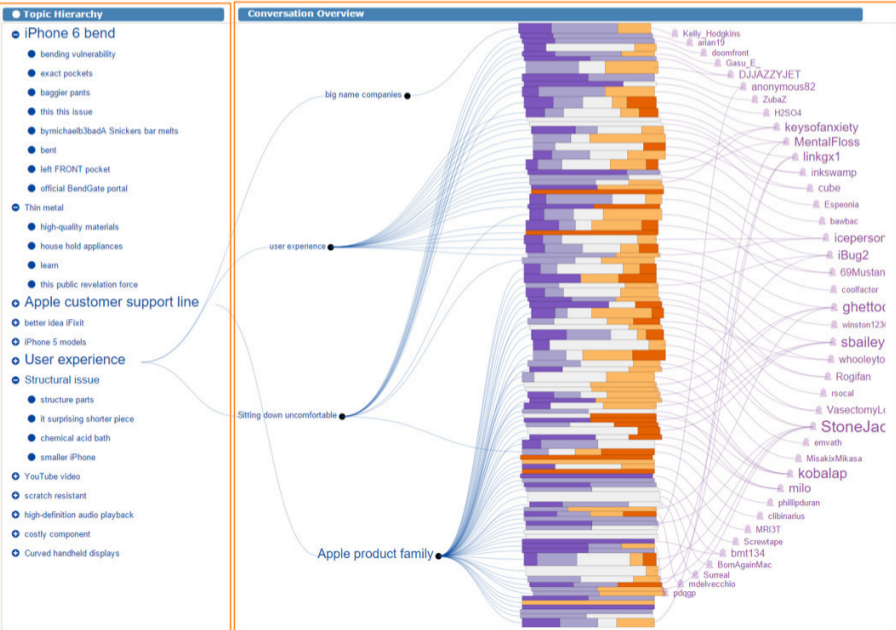 Topic Hierarchy
iPhone 6 bend
bending vulnerability
exact pockets
baggier pants
this this issue
bymichaelb3badA Snickers bar melts
bent
left FRONT pocket
official BendGate portal
Thin metal
high-quality materials
house hold appliances
learn
this public revelation force
Apple customer support line
better idea iFixit
iPhone 5 models
User experience
Structural issue
structure parts
it surprising shorter piece
chemical acid bath
smaller iPhone
YouTube video
scratch resistant
high-definition audio playback
costly component
Curved handheld displays
Conversation Overview
big name companies
user experience
Sitting down uncomfortable
Apple product family
Kelly_Hodgkins
arian19
doomfront
Gasu_E_
DJJAZZYJET
anonymous82
ZubaZ
H2SO4
keysofanxiety
MentalFloss
linkgx1
inkswamp
cube
Espeonia
bawbac
iceperson
iBug2
69Mustan
coolfactor
ghettoc
winston123
sbailey
whooleyto
Rogifan
rsocal
VasectomyL
StoneJac
emvath
MisakixMikasa
kobalap
milo
phillipduran
clibinarius
MRI3T
Screwtape
bmt134
BornAgainMac
Surreal
mdelvecchio
pdqgp